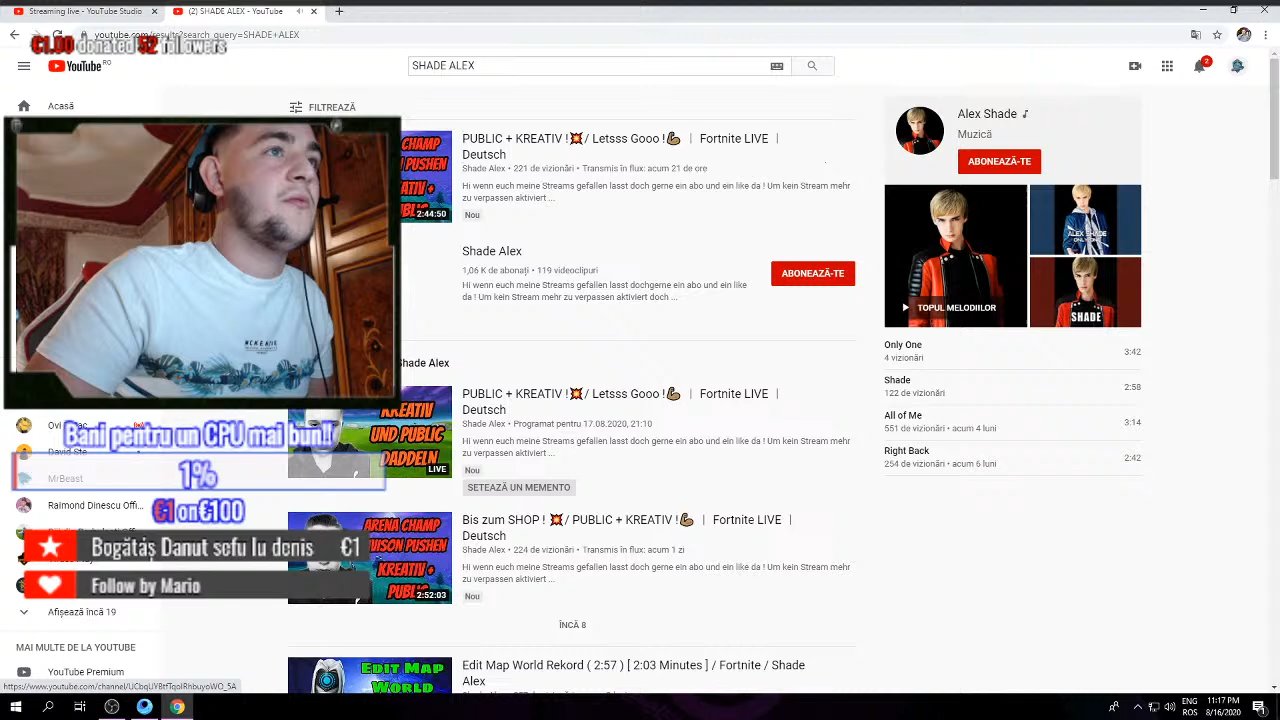 Streaming live - YouTube Studio
(2) SHADE ALEX - YouTube
youtube.com/results?search_query=SHADE+ALEX
€1.00 donated 52 followers
YouTube RO
SHADE ALEX
2
Acasă
FILTREAZĂ
PUBLIC + KREATIV !💥/ Letsss Gooo !💪 | Fortnite LIVE |
Deutsch
Shade Alex • 221 de vizionări • Transmis în flux: acum 21 de ore
Hi wenn euch meine Streams gefallen lasst doch gerne ein abo und ein like da ! Um kein Stream mehr
zu verpassen aktiviert ...
Nou
CHAMP
PUSHEN
2:44:50
Shade Alex
1,06 K de abonați • 119 videoclipuri
Hi wenn euch meine Streams gefallen lasst dochgerne ein abo und ein like
da ! Um kein Stream mehr zu verpassen aktiviert doch ...
ABONEAZĂ-TE
Shade Alex
PUBLIC + KREATIV !💥/ Letsss Gooo !💪 | Fortnite LIVE |
Deutsch
Shade Alex • Programat pentru 17.08.2020, 21:10
Hi wenn euch meine Streams gefallen lasst doch gerne ein abo und ein like da ! Um kein Stream mehr
zu verpassen aktiviert ...
Nou
SETEAZĂ UN MEMENTO
KREATIV
UND PUBLIC
DADDELN
LIVE
Bis zum SHOP ! 💥/ PUBLIC + KREATIV !💪 | Fortnite LIVE |
Deutsch
Shade Alex • 224 de vizionări • Transmis în flux: acum 1 zi
Hi wenn euch meine Streams gefallen lasst doch gerne ein abo und ein like da ! Um kein Stream mehr
zu verpassen aktiviert ...
Nou
ARENA CHAMP
PUSHEN
KREATIV +
2:52:03
ÎNCĂ 8
Edit Map World Rekord ( 2:57 ) [ 2:03 Minutes ] / Fortnite / Shade
Alex
EDIT MAP
WORLD
Alex Shade ♪
Muzică
ABONEAZĂ-TE
TOPUL MELODIILOR
ALEX SHADE
ONLY ONE
SHADE
Only One
4 vizionări
3:42
Shade
122 de vizionări
2:58
All of Me
551 de vizionări • acum 4 luni
3:14
Right Back
254 de vizionări • acum 6 luni
2:42
Bani pentru un CPU mai bun!!
David Ste
MrBeast
1%
Raimond Dinescu Offi...
€1 on €100
Bogătăș Danut sefu lu denis €1
Follow by Mario
Afișează încă 19
MAI MULTE DE LA YOUTUBE
YouTube Premium
https://www.youtube.com/channel/UCbqUYBtfTqoIRhbuyoWO_5A
ENG
ROS
11:17 PM
8/16/2020